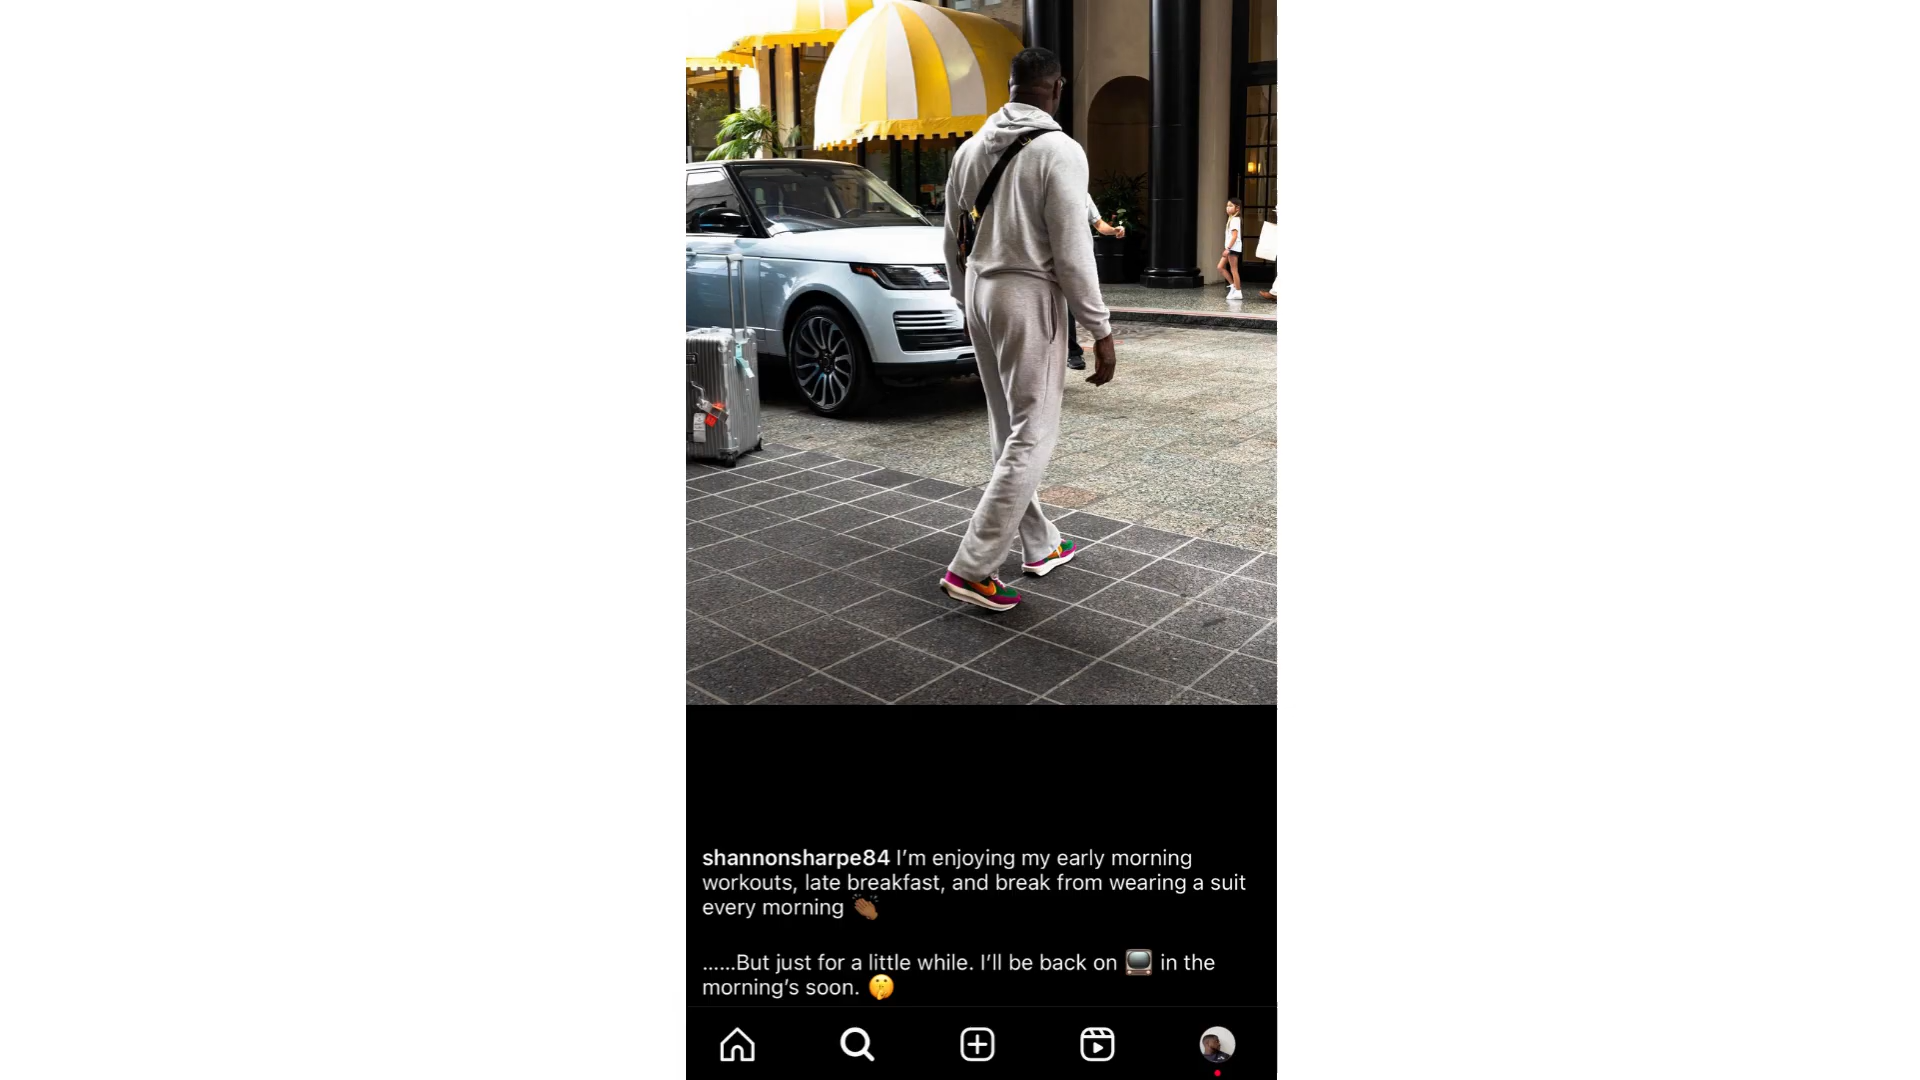 shannonsharpe84 I’m enjoying my early morning
workouts, late breakfast, and break from wearing a suit
every morning 👏🏾
......But just for a little while. I’ll be back on 📺 in the
morning’s soon. 🤫